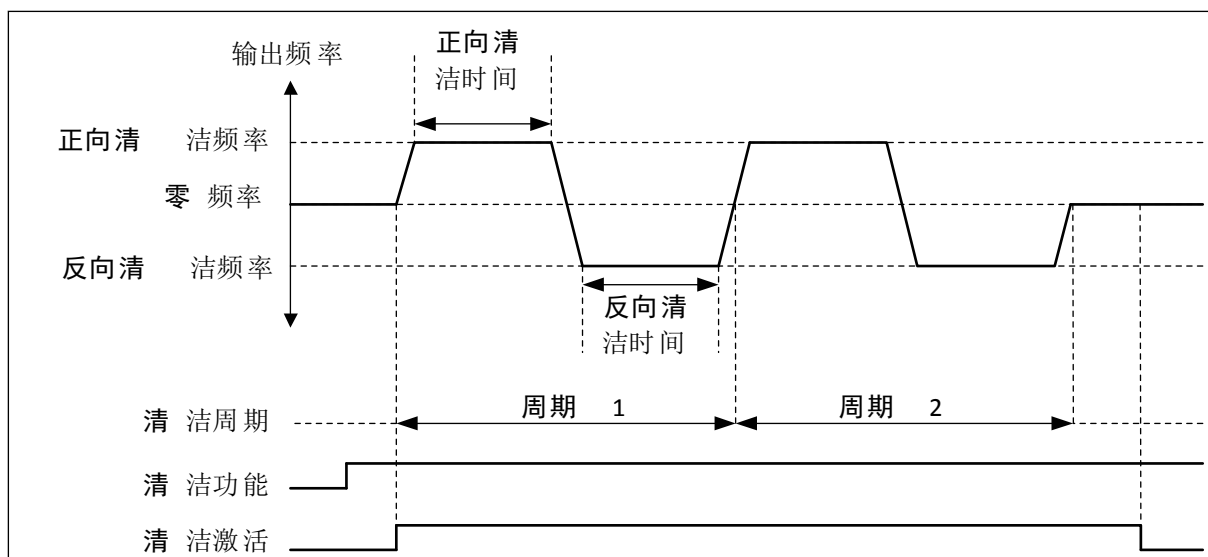 输出频率
正向清
洁时间
正向清 洁频率
零 频率
反向清 洁频率
反向清
洁时间
清 洁周期
周期 1
周期 2
清 洁功能
清 洁激活